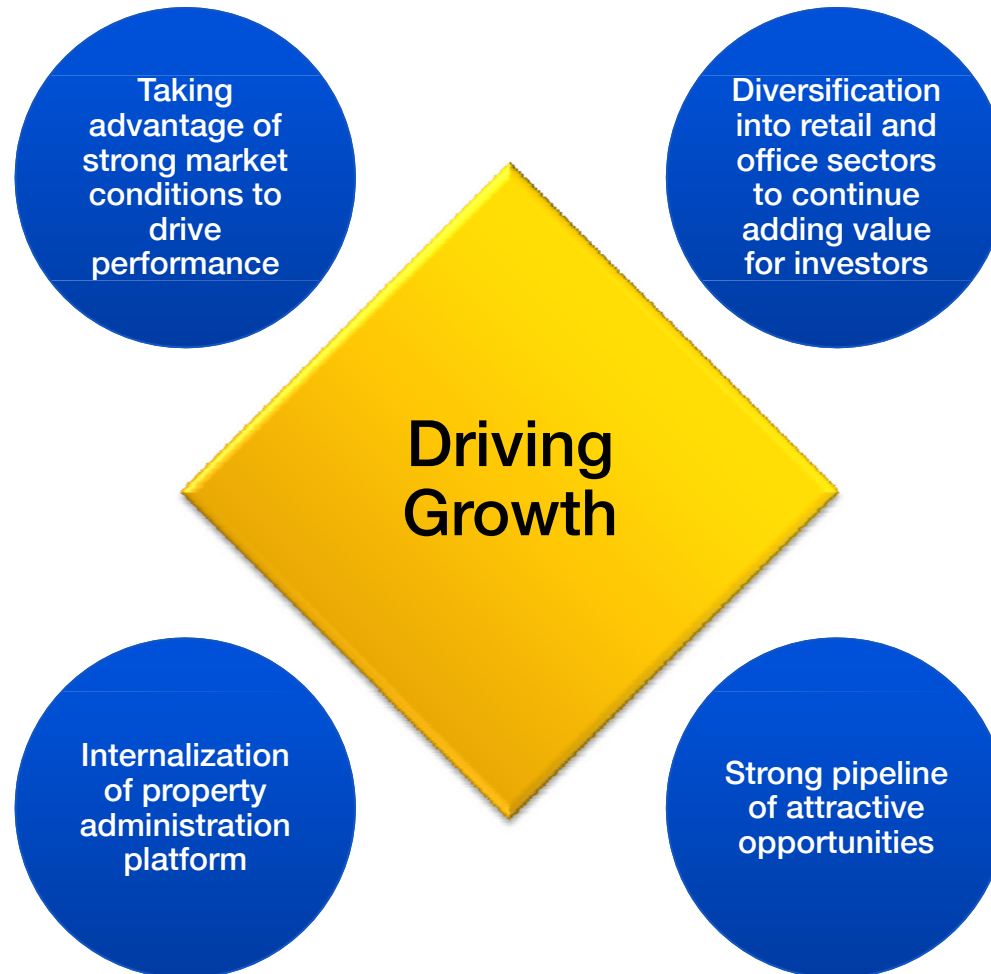 Taking
advantage of
strong market
conditions to
drive
performance
Diversification
into retail and
office sectors
to continue
adding value
for investors
Driving
Growth
Internalization
of property
administration
platform
Strong pipeline
of attractive
opportunities